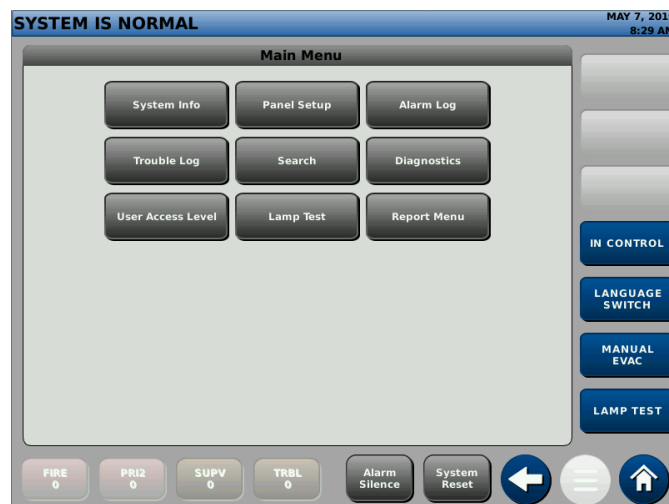 SYSTEM IS NORMAL
MAY 7, 201
8:29 AM
Main Menu
System Info
Panel Setup
Alarm Log
Trouble Log
Search
Diagnostics
User Access Level
Lamp Test
Report Menu
IN CONTROL
LANGUAGE
SWITCH
MANUAL
EVAC
LAMP TEST
FIRE
0
PRI2
0
SUPV
0
TRBL
0
Alarm
Silence
System
Reset